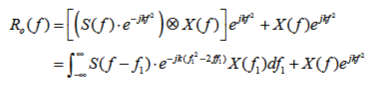 R_o(f) = [(S(f)·e^{-jkf²}) ⊗ X(f)]e^{jkf²} + X(f)e^{jkf²}
= ∫_{-∞}^{∞} S(f − f₁)·e^{-jk(f₁²−2ff₁)} X(f₁)df₁ + X(f)e^{jkf²}